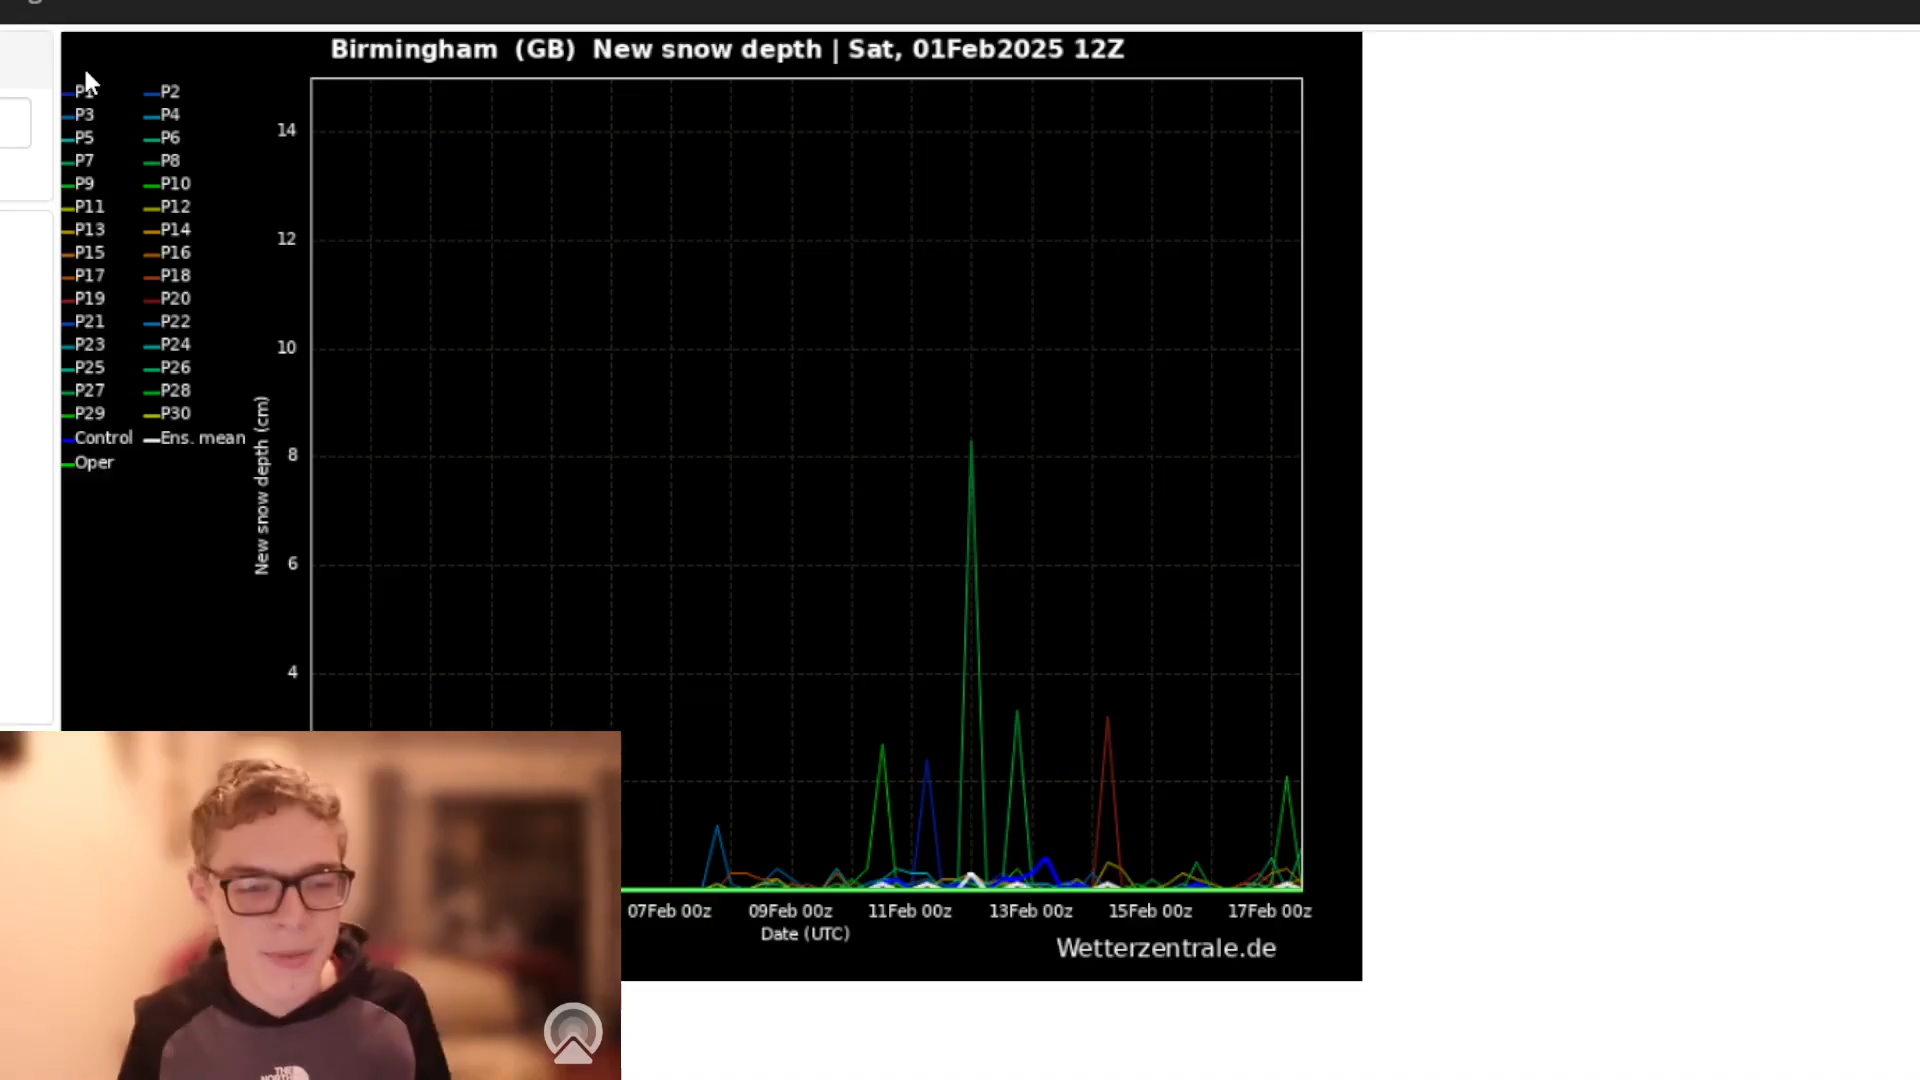 Birmingham (GB) New snow depth | Sat, 01Feb2025 12Z
P1 P2
P3 P4
P5 P6
P7 P8
P9 P10
P11 P12
P13 P14
P15 P16
P17 P18
P19 P20
P21 P22
P23 P24
P25 P26
P27 P28
P29 P30
Control Ens. mean
Oper
14
12
10
8
6
4
New snow depth (cm)
07Feb 00z 09Feb 00z 11Feb 00z 13Feb 00z 15Feb 00z 17Feb 00z
Date (UTC)
Wetterzentrale.de
THE
NORTH